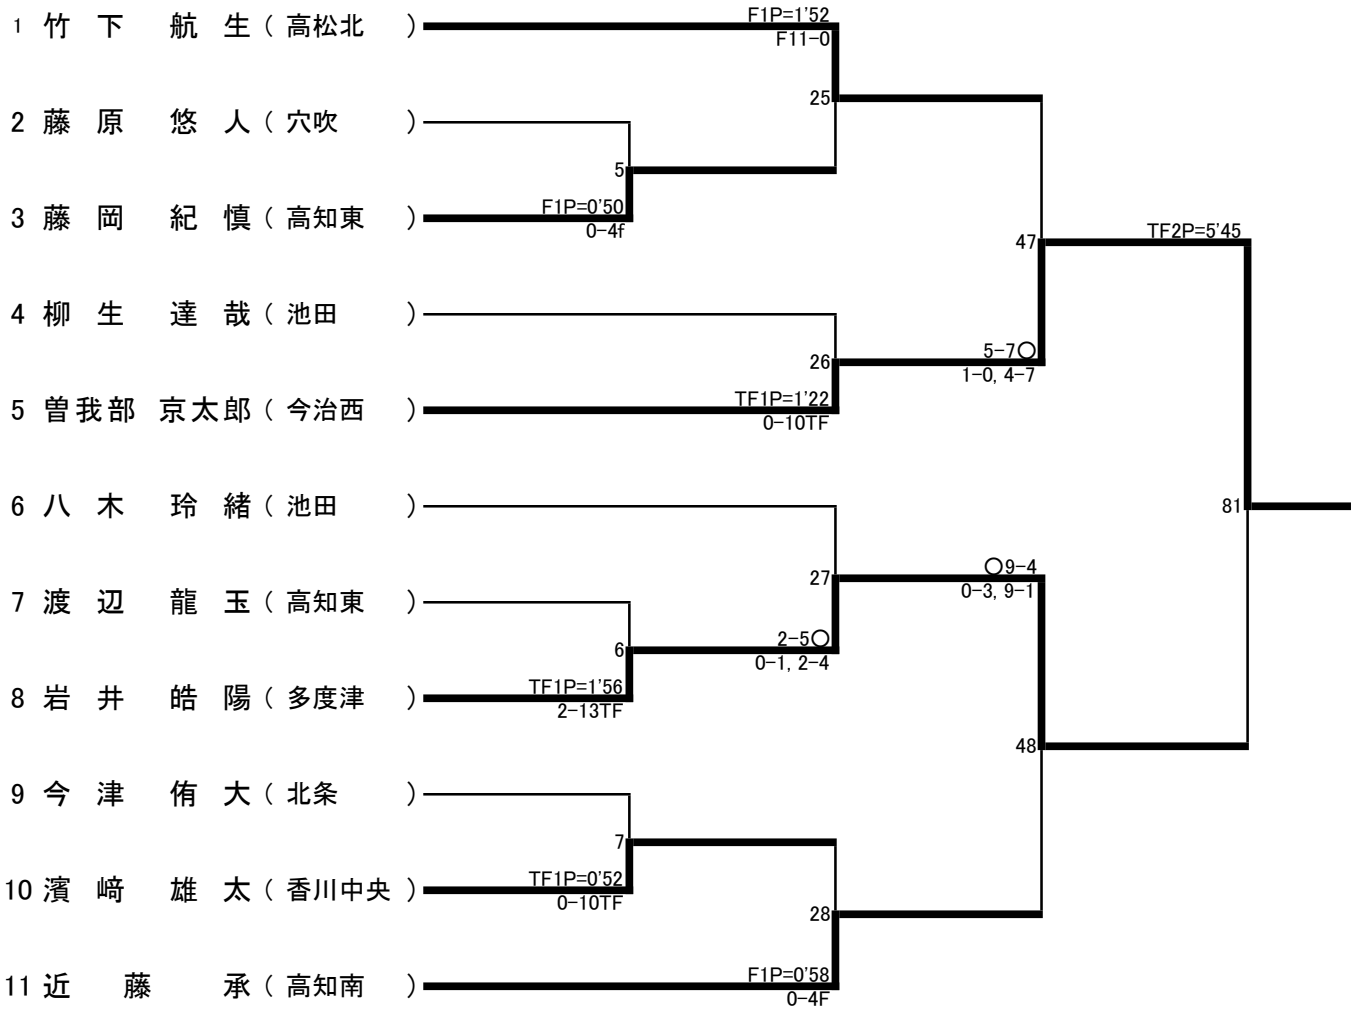 1 竹下 航生 ( 高松北 )
F1P=1'52
F11-0
25
2 藤原 悠人 ( 穴吹 )
5
3 藤岡 紀慎 ( 高知東 )
F1P=0'50
0-4f
47
TF2P=5'45
4 柳生 達哉 ( 池田 )
26
5-7○
1-0, 4-7
5 曽我部 京太郎 ( 今治西 )
TF1P=1'22
0-10TF
6 八木 玲緒 ( 池田 )
81
27
○9-4
0-3, 9-1
7 渡辺 龍玉 ( 高知東 )
6
2-5○
0-1, 2-4
8 岩井 皓陽 ( 多度津 )
TF1P=1'56
2-13TF
48
9 今津 侑大 ( 北条 )
7
10 濱﨑 雄太 ( 香川中央 )
TF1P=0'52
0-10TF
28
11 近藤 承 ( 高知南 )
F1P=0'58
0-4F